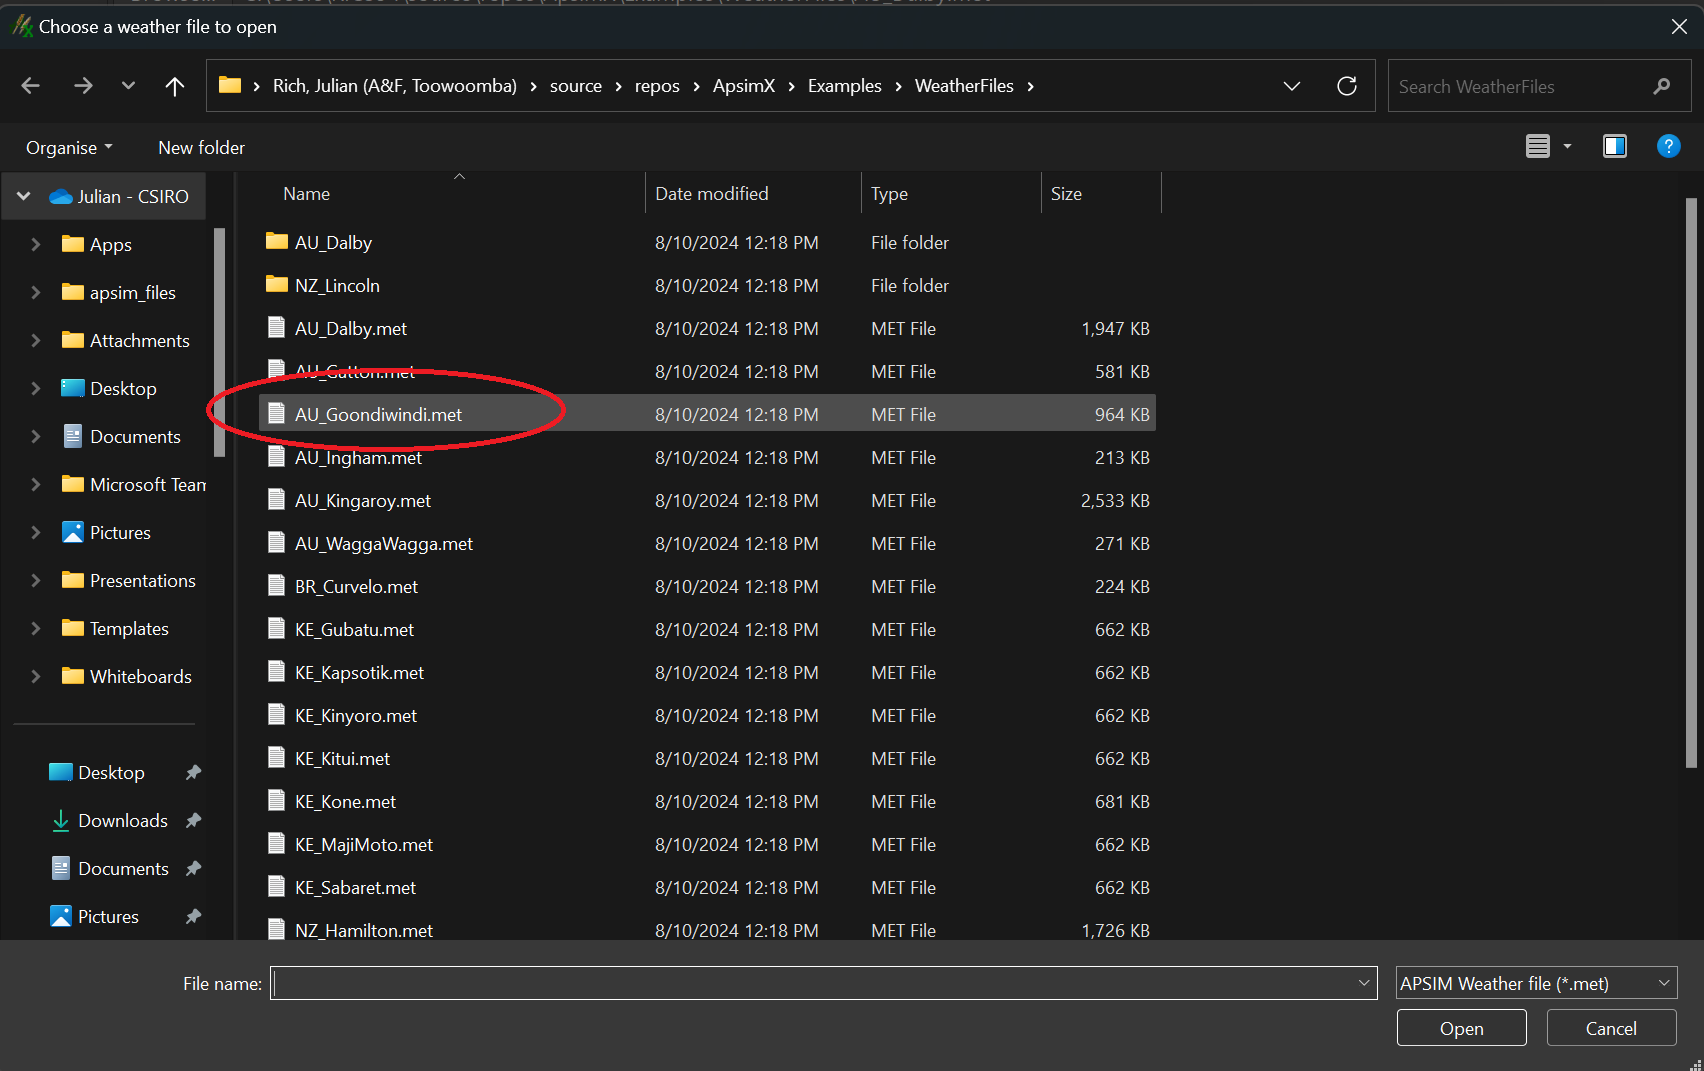 Choose a weather file to open
Rich, Julian (A&F, Toowoomba) > source > repos > ApsimX > Examples > WeatherFiles >
Search WeatherFiles
Organise
New folder
Julian - CSIRO
Apps
apsim_files
Attachments
Desktop
Documents
Microsoft Team
Pictures
Presentations
Templates
Whiteboards
Desktop
Downloads
Documents
Pictures
Name Date modified Type Size
AU_Dalby 8/10/2024 12:18 PM File folder
NZ_Lincoln 8/10/2024 12:18 PM File folder
AU_Dalby.met 8/10/2024 12:18 PM MET File 1,947 KB
AU_Gatton.met 8/10/2024 12:18 PM MET File 581 KB
AU_Goondiwindi.met 8/10/2024 12:18 PM MET File 964 KB
AU_Ingham.met 8/10/2024 12:18 PM MET File 213 KB
AU_Kingaroy.met 8/10/2024 12:18 PM MET File 2,533 KB
AU_WaggaWagga.met 8/10/2024 12:18 PM MET File 271 KB
BR_Curvelo.met 8/10/2024 12:18 PM MET File 224 KB
KE_Gubatu.met 8/10/2024 12:18 PM MET File 662 KB
KE_Kapsotik.met 8/10/2024 12:18 PM MET File 662 KB
KE_Kinyoro.met 8/10/2024 12:18 PM MET File 662 KB
KE_Kitui.met 8/10/2024 12:18 PM MET File 662 KB
KE_Kone.met 8/10/2024 12:18 PM MET File 681 KB
KE_MajiMoto.met 8/10/2024 12:18 PM MET File 662 KB
KE_Sabaret.met 8/10/2024 12:18 PM MET File 662 KB
NZ_Hamilton.met 8/10/2024 12:18 PM MET File 1,726 KB
File name:
APSIM Weather file (*.met)
Open
Cancel